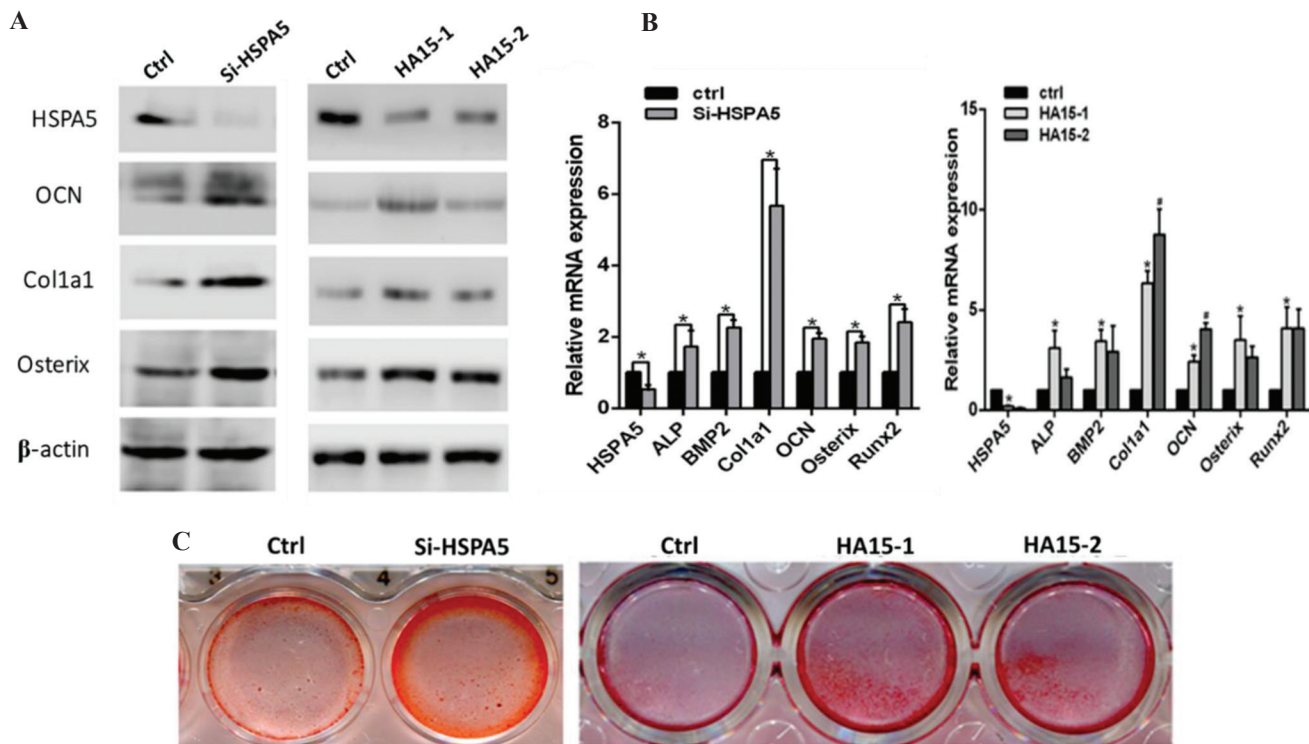 A
Ctrl
Si-HSPA5
Ctrl
HA15-1
HA15-2
HSPA5
OCN
Col1a1
Osterix
β-actin
B
ctrl
Si-HSPA5
Relative mRNA expression
8
6
4
2
0
*
*
*
*
*
*
*
HSPA5
ALP
BMP2
Col1a1
OCN
Osterix
Runx2
ctrl
HA15-1
HA15-2
Relative mRNA expression
15
10
5
0
*
*
*
*
#
*
#
*
*
HSPA5
ALP
BMP2
Col1a1
OCN
Osterix
Runx2
C
Ctrl
Si-HSPA5
Ctrl
HA15-1
HA15-2
4
5